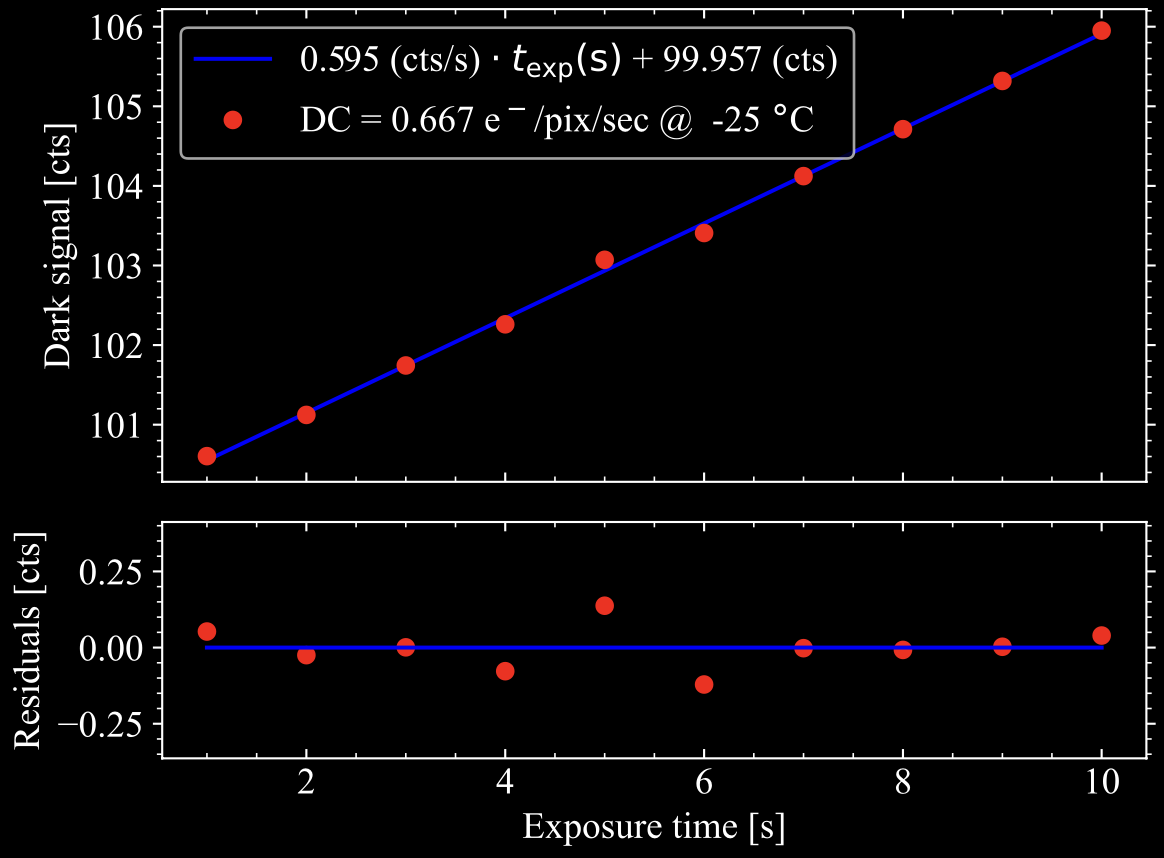 106
105
104
103
102
101
Dark signal [cts]
0.595 (cts/s) · t_exp(s) + 99.957 (cts)
DC = 0.667 e⁻ /pix/sec @ -25 °C
0.25
0.00
−0.25
Residuals [cts]
2 4 6 8 10
Exposure time [s]